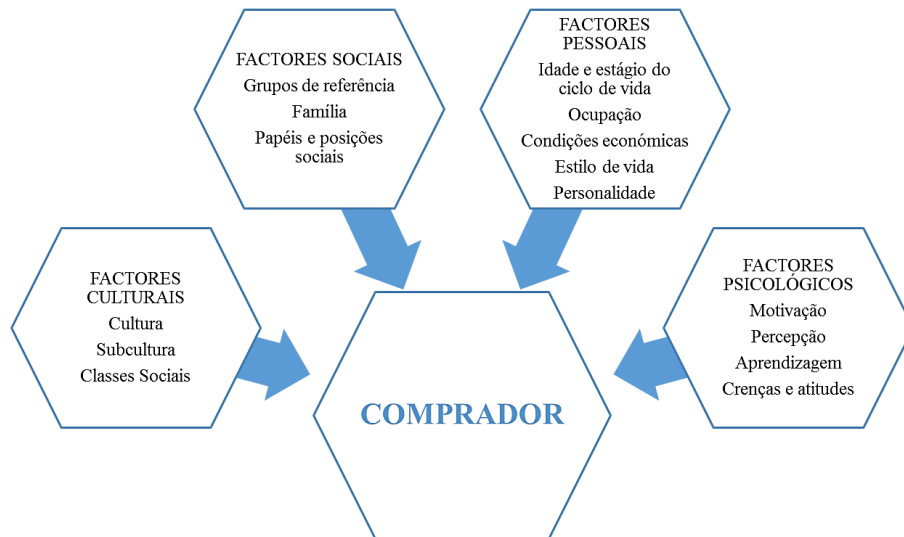 FACTORES SOCIAIS
Grupos de referência
Família
Papéis e posições
sociais
FACTORES
PESSOAIS
Idade e estágio do
ciclo de vida
Ocupação
Condições económicas
Estilo de vida
Personalidade
FACTORES
CULTURAIS
Cultura
Subcultura
Classes Sociais
FACTORES
PSICOLÓGICOS
Motivação
Percepção
Aprendizagem
Crenças e atitudes
COMPRADOR